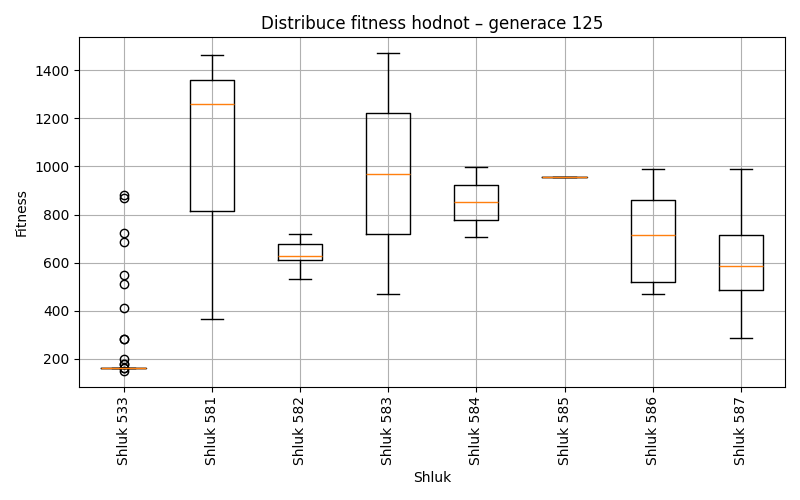 Distribuce fitness hodnot – generace 125
Fitness
1400
1200
1000
800
600
400
200
Shluk 533
Shluk 581
Shluk 582
Shluk 583
Shluk 584
Shluk 585
Shluk 586
Shluk 587
Shluk